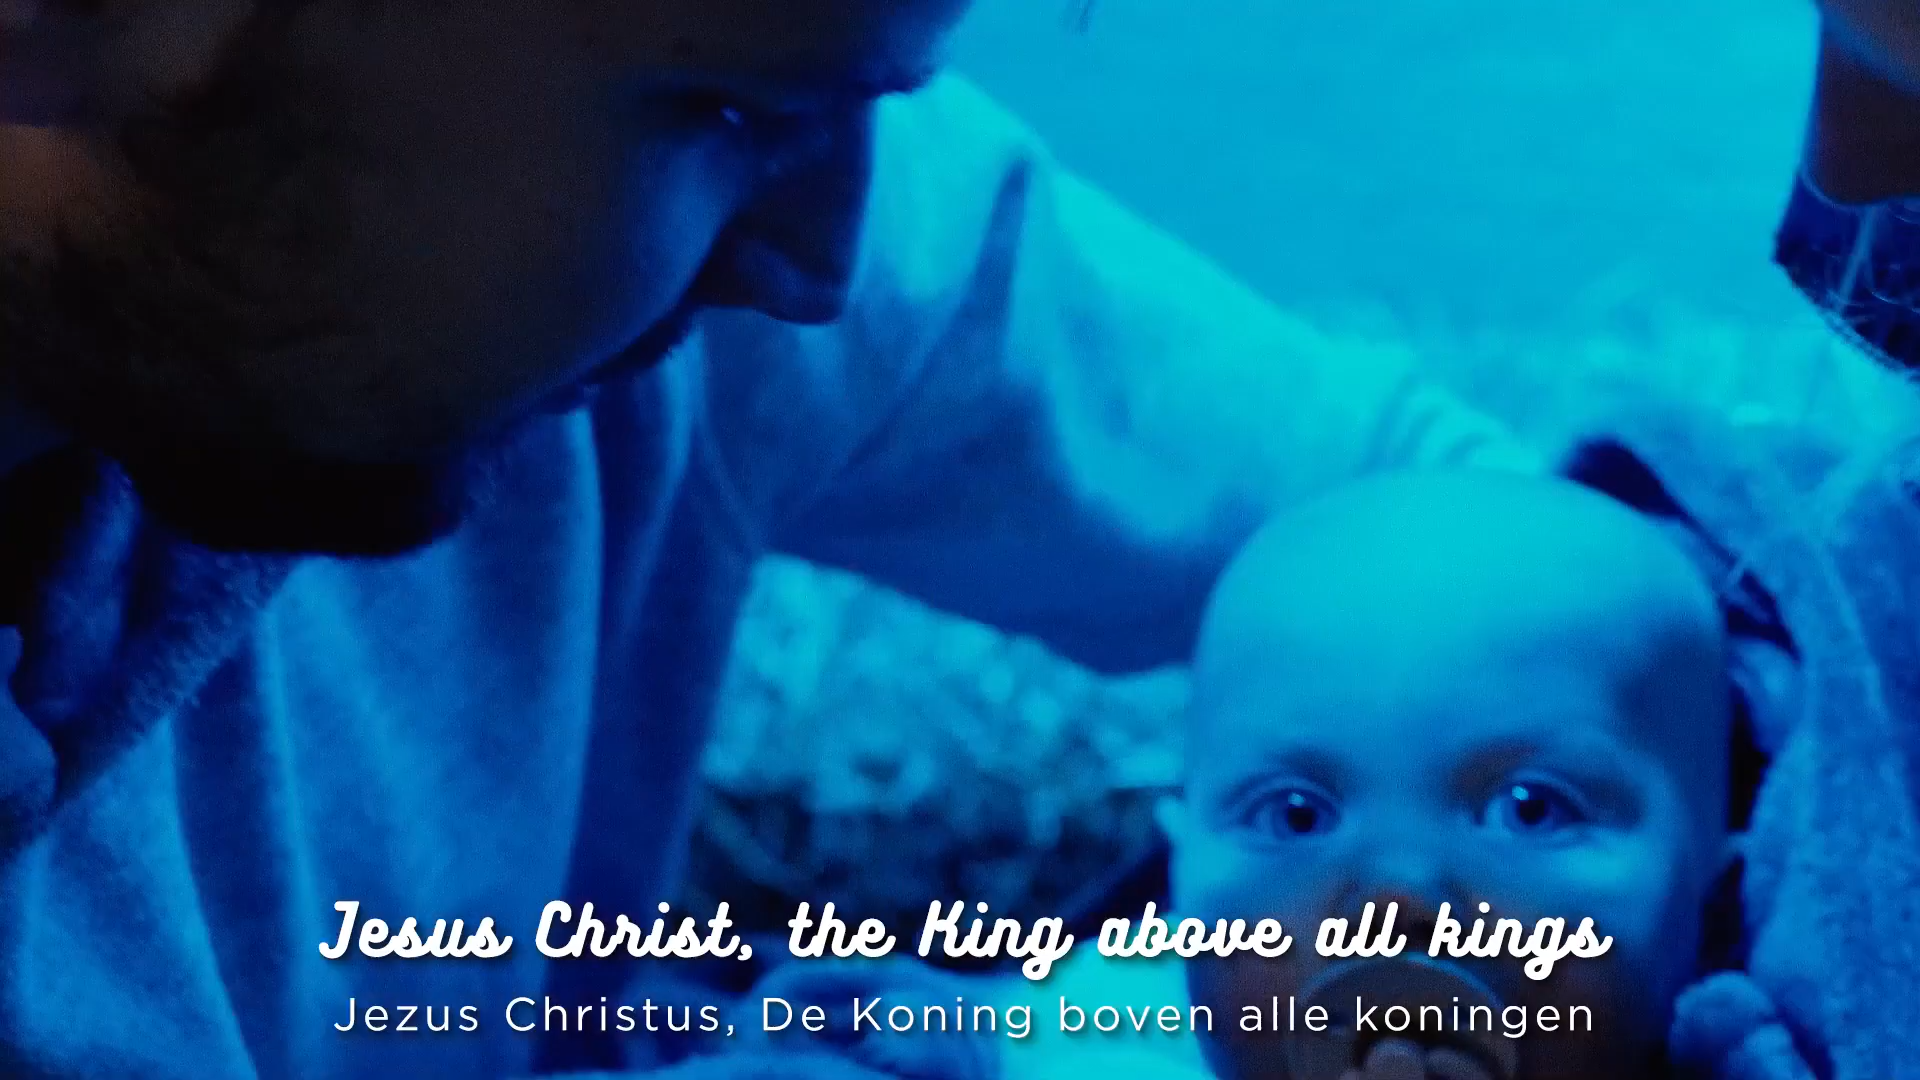 Jesus Christ, the King above all kings
Jezus Christus, De Koning boven alle koningen